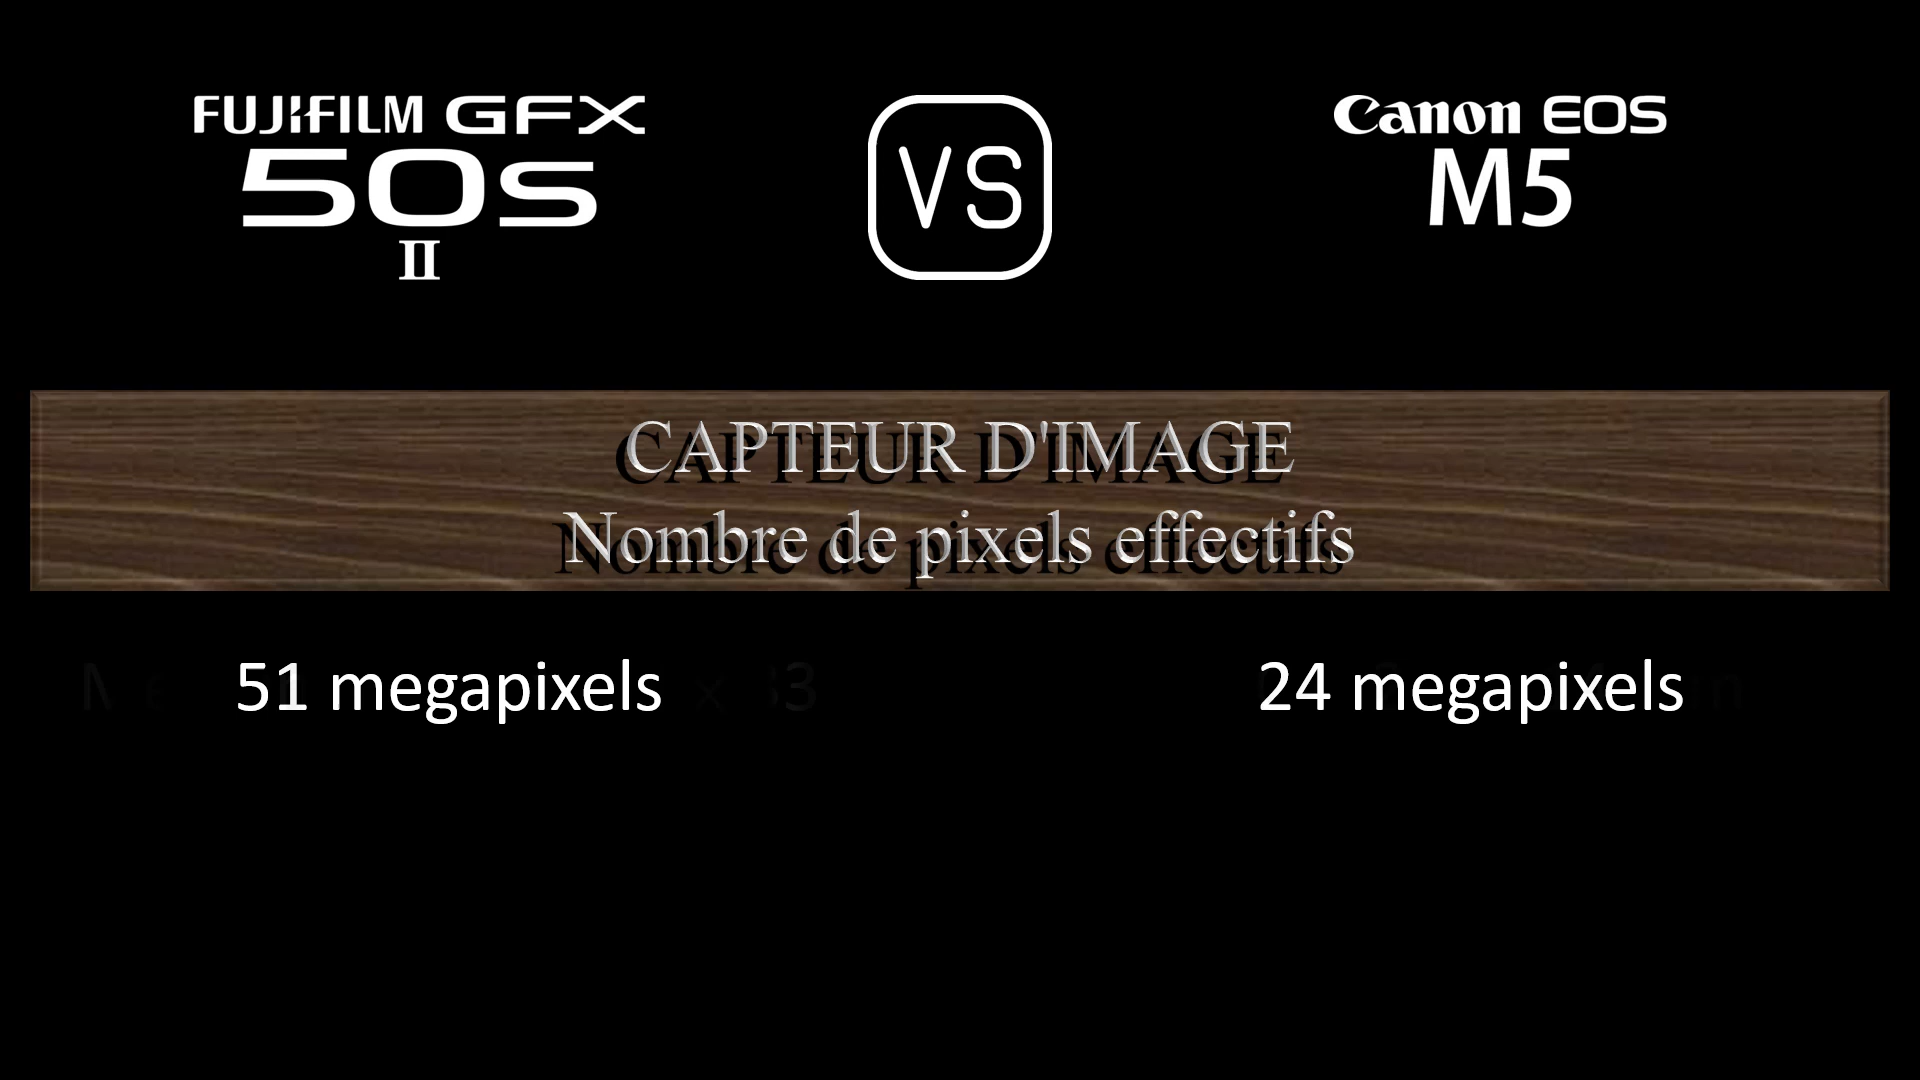 FUJIFILM GFX
50S
II
VS
Canon EOS
M5
CAPTEUR D'IMAGE
Nombre de pixels effectifs
51 megapixels
24 megapixels